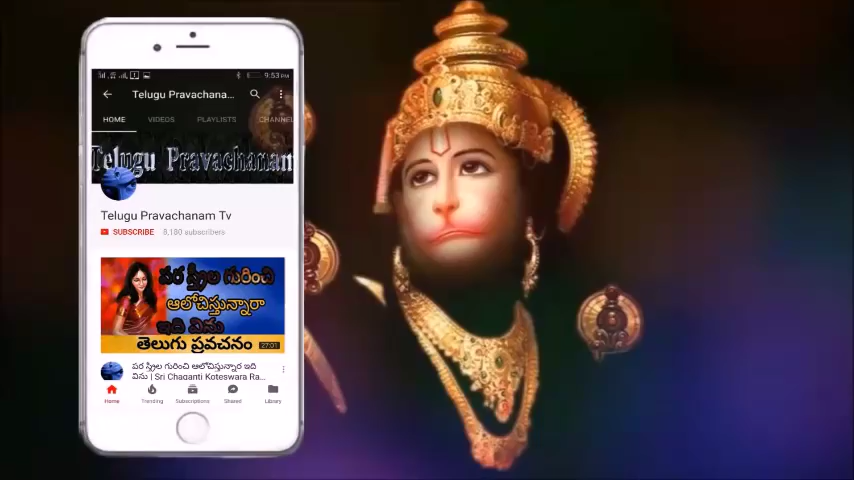 9:53 PM
Telugu Pravachana...
HOME VIDEOS PLAYLISTS CHANNEL
Telugu Pravachanam
Telugu Pravachanam Tv
SUBSCRIBE 8,180 subscribers
పర స్త్రీల గురించి
ఆలోచిస్తున్నారా
ఇది విను
తెలుగు ప్రవచనం 27:01
పర స్త్రీల గురించి ఆలోచిస్తున్నార ఇది
విను | Sri Chaganti Koteswara Ra...
Home Trending Subscriptions Shared Library